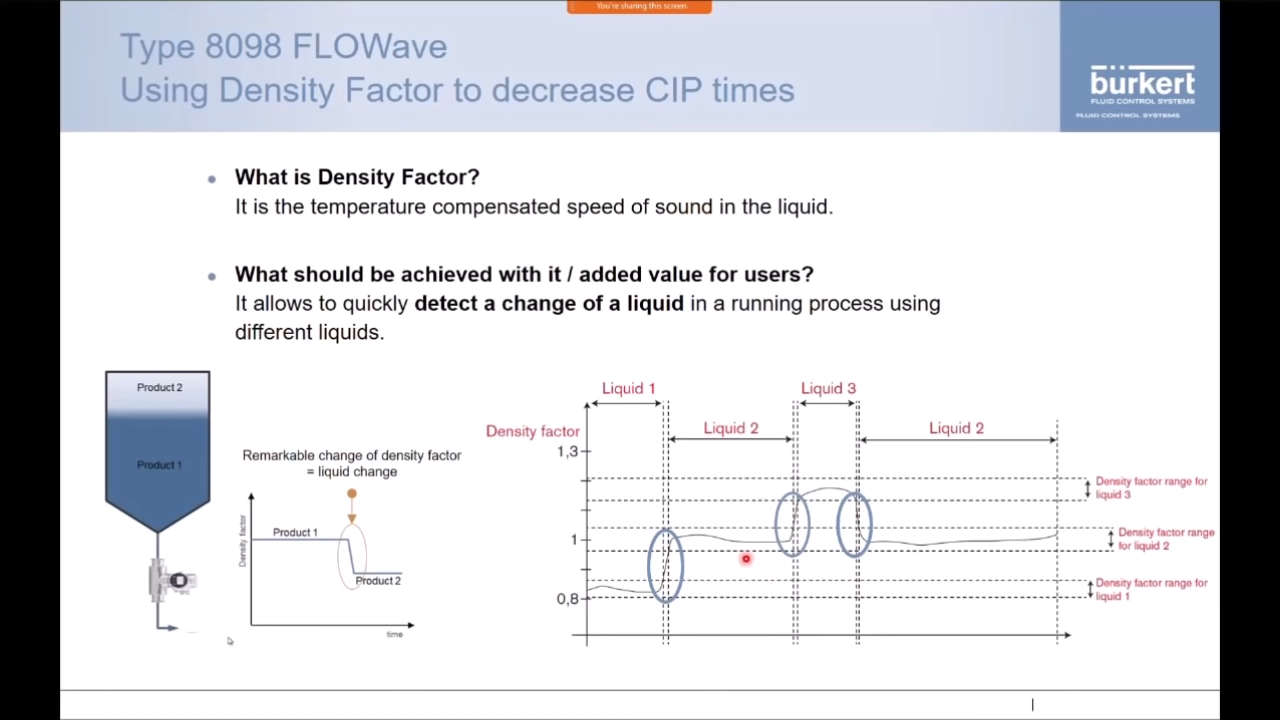 You're sharing this screen.
Type 8098 FLOWave
Using Density Factor to decrease CIP times
burkert
FLUID CONTROL SYSTEMS
FLUID CONTROL SYSTEMS
• What is Density Factor?
It is the temperature compensated speed of sound in the liquid.
• What should be achieved with it / added value for users?
It allows to quickly detect a change of a liquid in a running process using
different liquids.
Product 2
Product 1
Remarkable change of density factor
= liquid change
Density factor
Product 1
Product 2
time
Liquid 1
Liquid 3
Liquid 2
Liquid 2
Density factor
1,3
1
0,8
Density factor range for
liquid 3
Density factor range
for liquid 2
Density factor range for
liquid 1